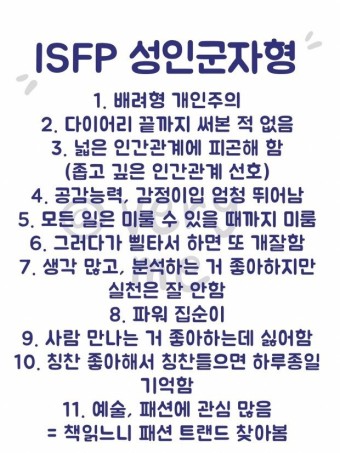 ISFP 성인군자형
1. 배려형 개인주의
2. 다이어리 끝까지 써본 적 없음
3. 넓은 인간관계에 피곤해 함
(좁고 깊은 인간관계 선호)
4. 공감능력, 감정이입 엄청 뛰어남
5. 모든 일은 미룰 수 있을 때까지 미룸
6. 그러다가 삘타서 하면 또 개잘함
7. 생각 많고, 분석하는 거 좋아하지만
실천은 잘 안함
8. 파워 집순이
9. 사람 만나는 거 좋아하는데 싫어함
10. 칭찬 좋아해서 칭찬들으면 하루종일
기억함
11. 예술, 패션에 관심 많음
= 책읽느니 패션 트랜드 찾아봄